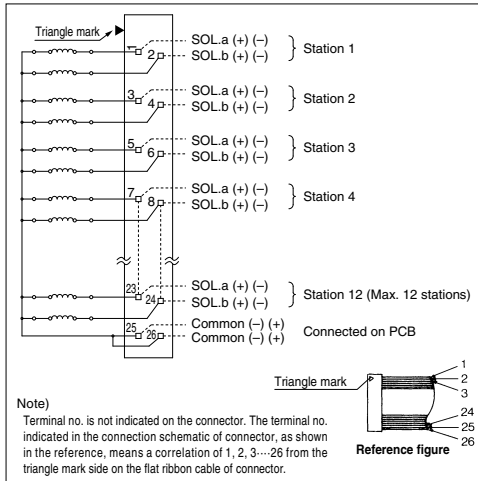 Triangle mark
1 SOL.a (+) (–)
2 SOL.b (+) (–)
Station 1
3 SOL.a (+) (–)
4 SOL.b (+) (–)
Station 2
5 SOL.a (+) (–)
6 SOL.b (+) (–)
Station 3
7 SOL.a (+) (–)
8 SOL.b (+) (–)
Station 4
23 SOL.a (+) (–)
24 SOL.b (+) (–)
Station 12 (Max. 12 stations)
25 Common (–) (+)
26 Common (–) (+)
Connected on PCB
Triangle mark
1
2
3
24
25
26
Reference figure
Note)
Terminal no. is not indicated on the connector. The terminal no.
indicated in the connection schematic of connector, as shown
in the reference, means a correlation of 1, 2, 3····26 from the
triangle mark side on the flat ribbon cable of connector.